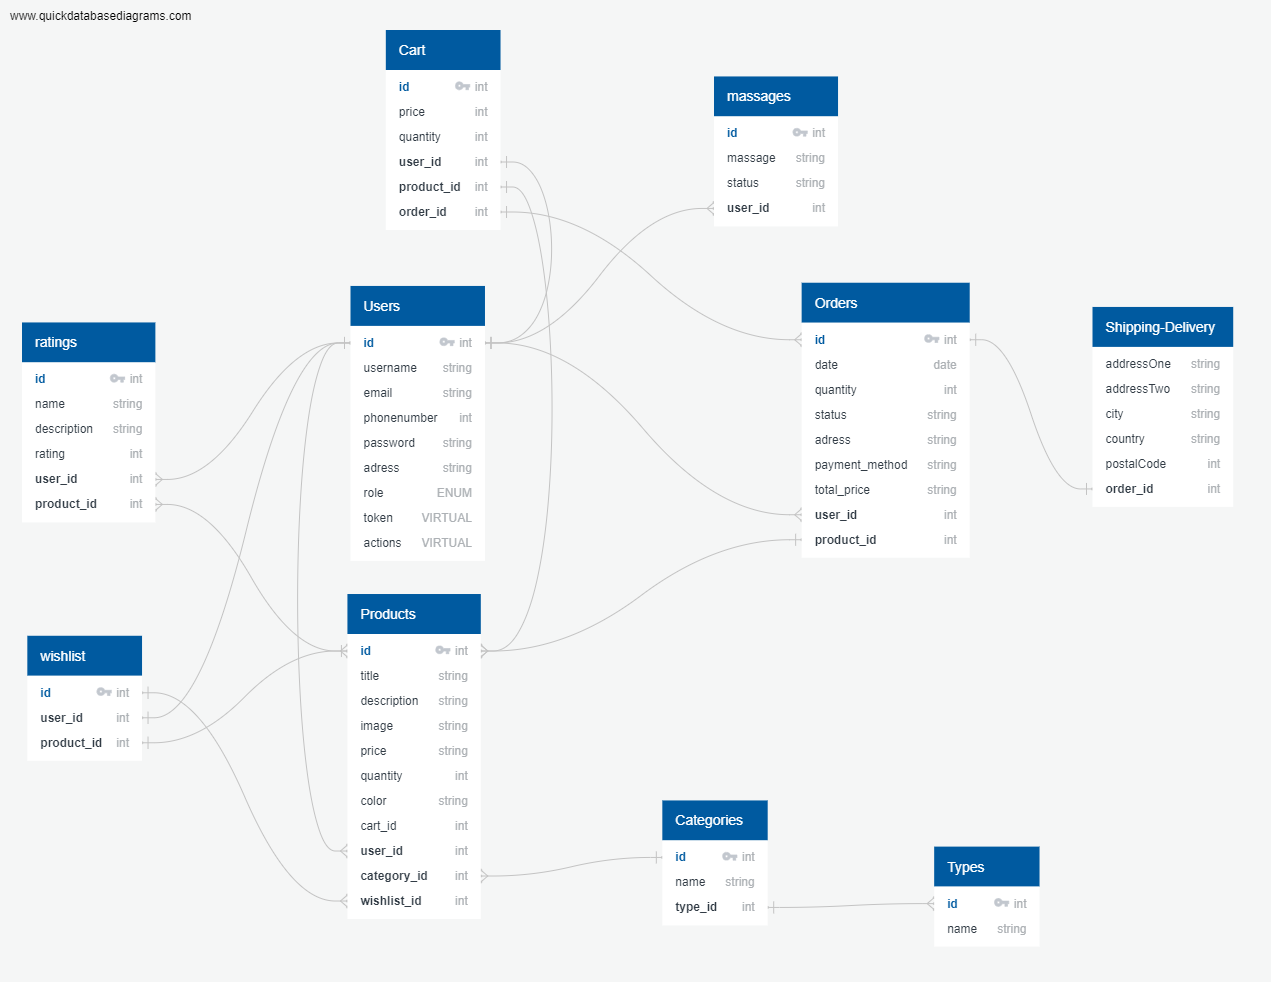 www.quickdatabasediagrams.com
Cart
id int
price int
quantity int
user_id int
product_id int
order_id int
massages
id int
massage string
status string
user_id int
Users
id int
username string
email string
phonenumber int
password string
adress string
role ENUM
token VIRTUAL
actions VIRTUAL
Orders
id int
date date
quantity int
status string
adress string
payment_method string
total_price string
user_id int
product_id int
Shipping-Delivery
addressOne string
addressTwo string
city string
country string
postalCode int
order_id int
ratings
id int
name string
description string
rating int
user_id int
product_id int
wishlist
id int
user_id int
product_id int
Products
id int
title string
description string
image string
price string
quantity int
color string
cart_id int
user_id int
category_id int
wishlist_id int
Categories
id int
name string
type_id int
Types
id int
name string